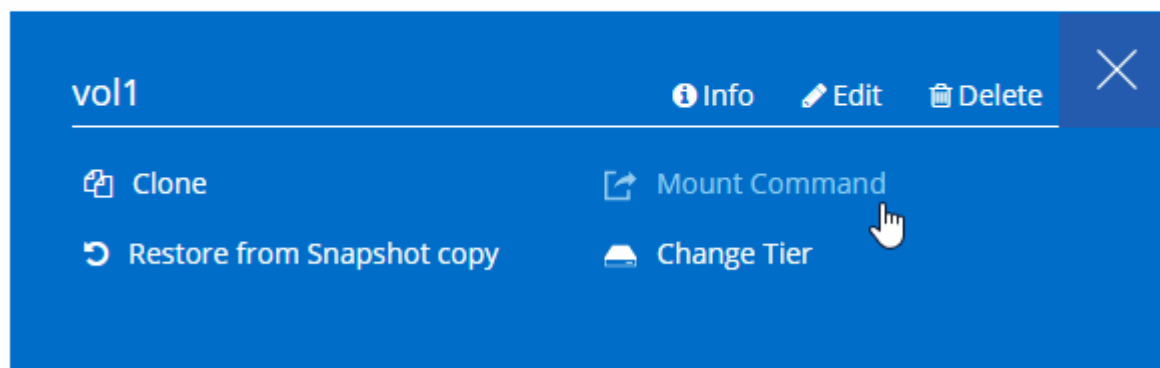 vol1 Info Edit Delete
Clone Mount Command
Restore from Snapshot copy Change Tier